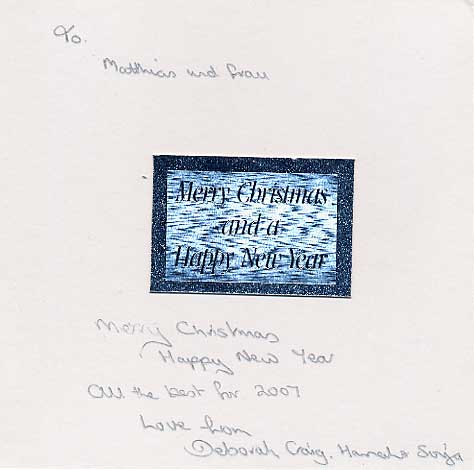 To.
Matthias und Frau
Merry Christmas
and a
Happy New Year
Merry Christmas
Happy New Year
All the best for 2007
Love from
Deborah Craig. Hannah & Sonja